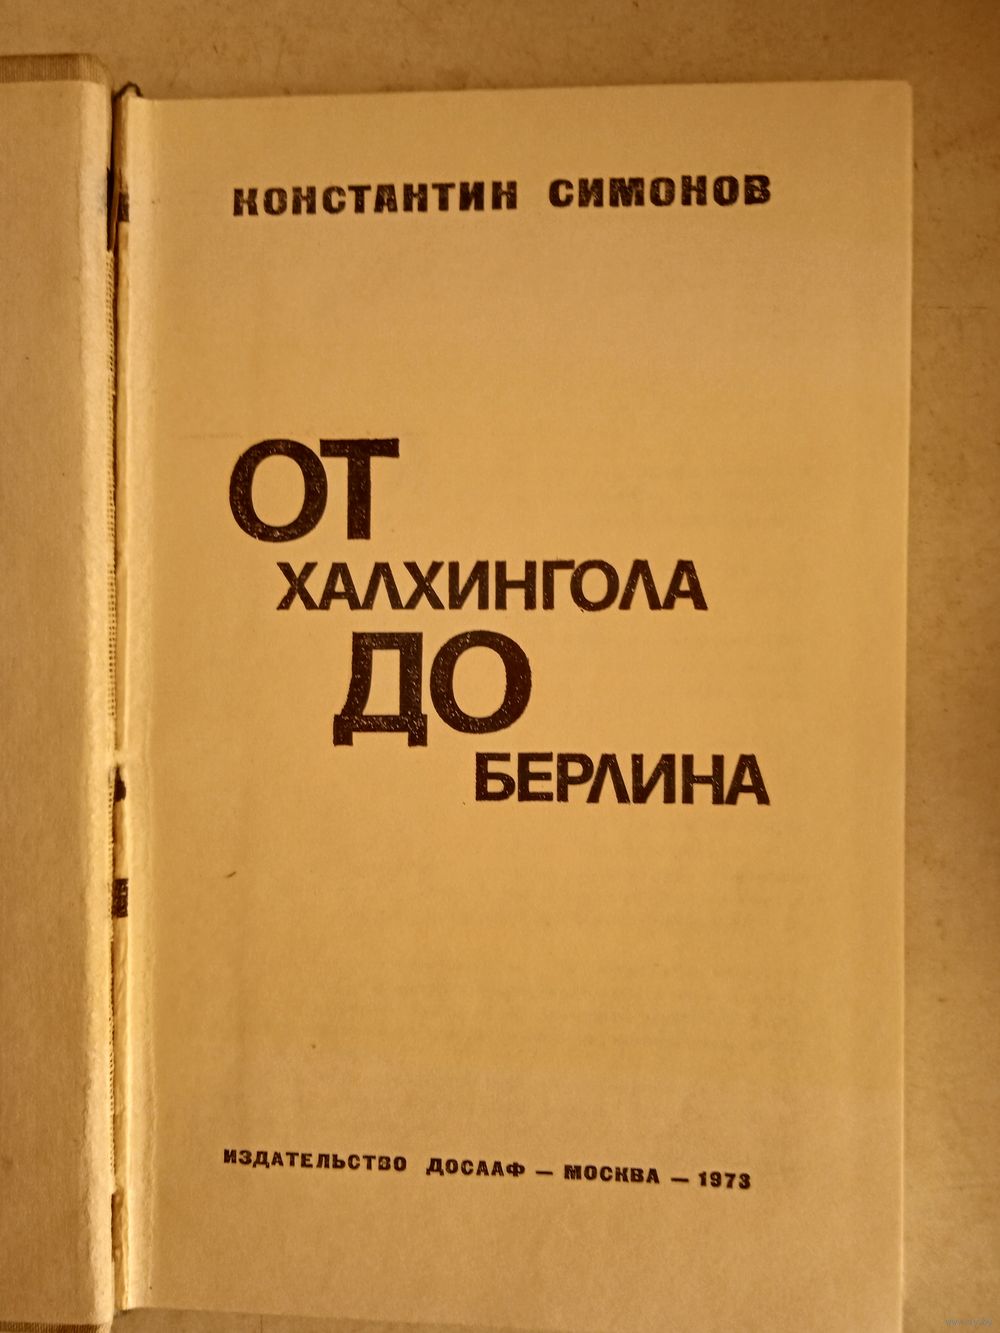 КОНСТАНТИН СИМОНОВ
ОТ
ХАЛХИНГОЛА
ДО
БЕРЛИНА
ИЗДАТЕЛЬСТВО ДОСААФ — МОСКВА — 1973